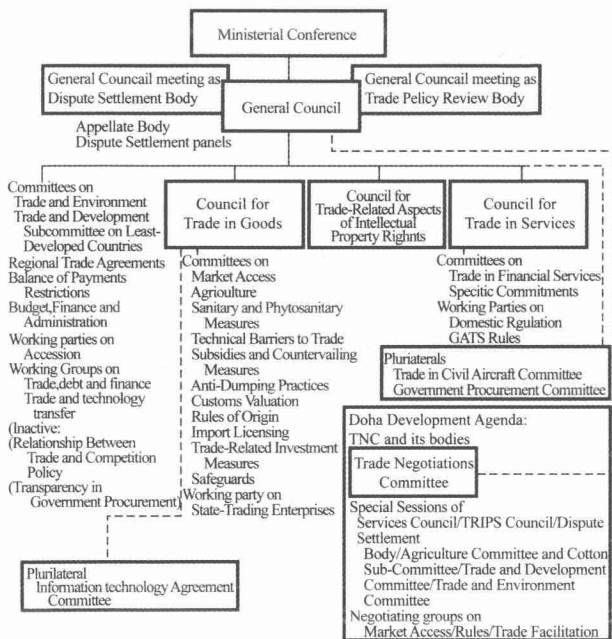 Ministerial Conference
General Councail meeting as
Dispute Settlement Body
General Councail meeting as
Trade Policy Review Body
General Council
Appellate Body
Dispute Settlement panels
Committees on
Trade and Environment
Trade and Development
Subcommittee on Least-
Developed Countries
Regional Trade Agreements
Balance of Payments
Restrictions
Budget,Finance and
Administration
Working parties on
Accession
Working Groups on
Trade,debt and finance
Trade and technology
transfer
(Inactive:
(Relationship Between
Trade and Competition
Policy
(Transparency in
Government Procurement)
Council for
Trade in Goods
Committees on
Market Access
Agriculture
Sanitary and Phytosanitary
Measures
Technical Barriers to Trade
Subsidies and Countervailing
Measures
Anti-Dumping Practices
Customs Valuation
Rules of Origin
Import Licensing
Trade-Related Investment
Measures
Safeguards
Working party on
State-Trading Enterprises
Council for
Trade-Related Aspects
of Intellectual
Property Righnts
Council for
Trade in Services
Committees on
Trade in Financial Services
Specitic Commitments
Working Parties on
Domestic Rgulation
GATS Rules
Pluriaterals
Trade in Civil Aircraft Committee
Government Procurement Committee
Plurilateral
Information technology Agreement
Committee
Doha Development Agenda:
TNC and its bodies
Trade Negotiations
Committee
Special Sessions of
Services Council/TRIPS Council/Dispute
Settlement
Body/Agriculture Committee and Cotton
Sub-Committee/Trade and Development
Committee/Trade and Environment
Committee
Negotiating groups on
Market Access/Rules/Trade Facilitation